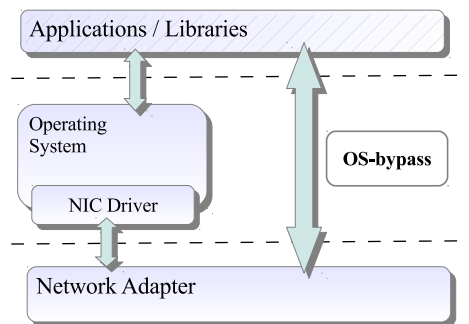 Applications / Libraries
Operating
System
OS-bypass
NIC Driver
Network Adapter